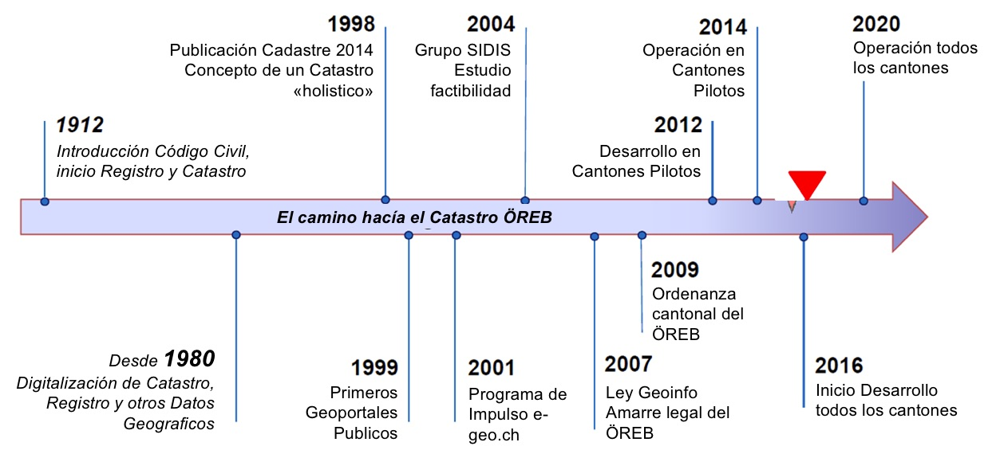 1998
Publicación Cadastre 2014
Concepto de un Catastro
«holistico»
2004
Grupo SIDIS
Estudio
factibilidad
2014
Operación en
Cantones
Pilotos
2020
Operación todos
los cantones
1912
Introducción Código Civil,
inicio Registro y Catastro
2012
Desarrollo en
Cantones Pilotos
El camino hacía el Catastro ÖREB
2009
Ordenanza
cantonal del
ÖREB
Desde 1980
Digitalización de Catastro,
Registro y otros Datos
Geograficos
1999
Primeros
Geoportales
Publicos
2001
Programa de
Impulso e-
geo.ch
2007
Ley Geoinfo
Amarre legal del
ÖREB
2016
Inicio Desarrollo
todos los cantones